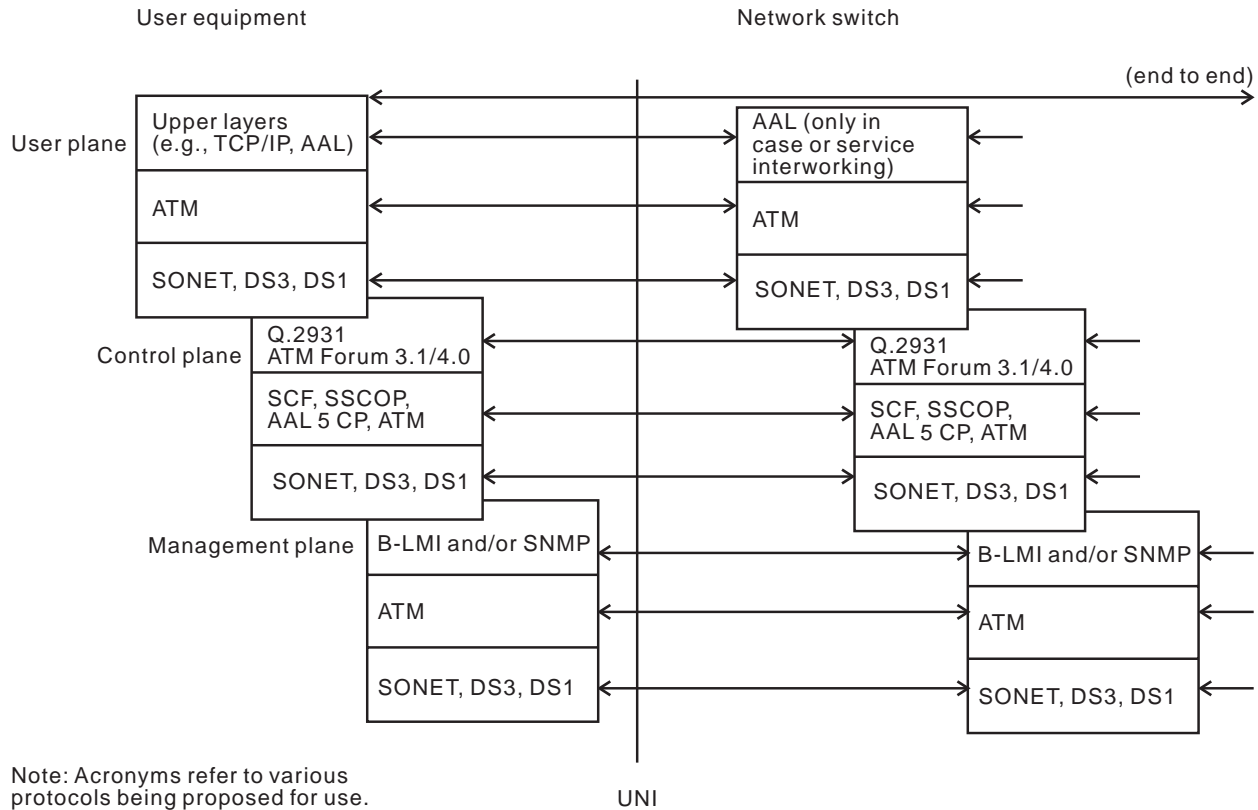 User equipment
Network switch
(end to end)
User plane
Upper layers
(e.g., TCP/IP, AAL)
AAL (only in
case or service
interworking)
ATM
ATM
SONET, DS3, DS1
SONET, DS3, DS1
Control plane
Q.2931
ATM Forum 3.1/4.0
Q.2931
ATM Forum 3.1/4.0
SCF, SSCOP,
AAL 5 CP, ATM
SCF, SSCOP,
AAL 5 CP, ATM
SONET, DS3, DS1
SONET, DS3, DS1
Management plane
B-LMI and/or SNMP
B-LMI and/or SNMP
ATM
ATM
SONET, DS3, DS1
SONET, DS3, DS1
Note: Acronyms refer to various
protocols being proposed for use.
UNI